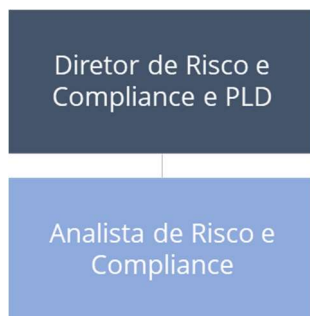 Diretor de Risco e
Compliance e PLD
Analista de Risco e
Compliance